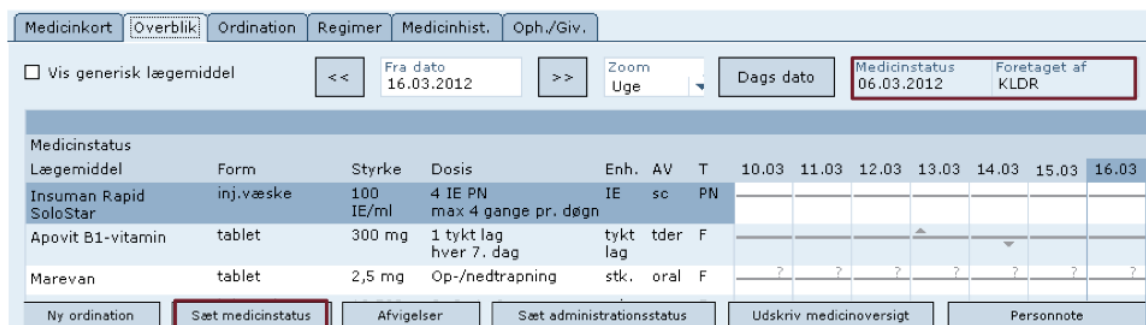 Medicinkort Overblik Ordination Regimer Medicinhist. Oph./Giv.
Vis generisk lægemiddel << Fra dato 16.03.2012 >> Zoom Uge Dags dato Medicinstatus 06.03.2012 Foretaget af KLDR
Medicinstatus
Lægemiddel Form Styrke Dosis Enh. AV T 10.03 11.03 12.03 13.03 14.03 15.03 16.03
Insuman Rapid inj.væske 100 4 IE PN IE sc PN
SoloStar IE/ml max 4 gange pr. døgn
Apovit B1-vitamin tablet 300 mg 1 tykt lag tykt tder F
hver 7. dag lag
Marevan tablet 2,5 mg Op-/nedtrapning stk. oral F ? ? ? ? ? ? ?
Ny ordination Sæt medicinstatus Afvigelser Sæt administrationsstatus Udskriv medicinoversigt Personnote